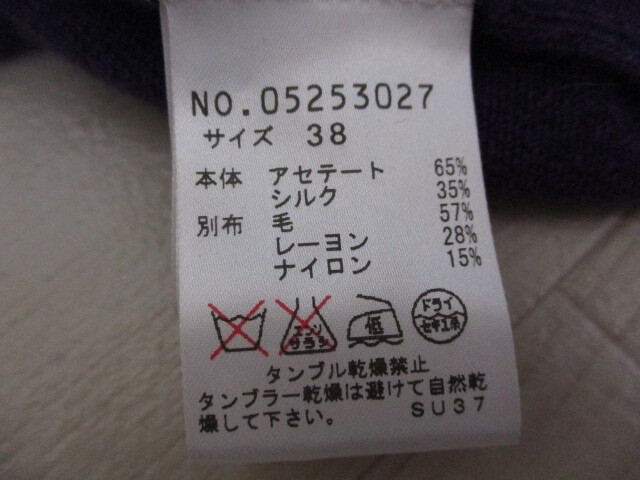 NO.05253027
サイズ 38
本体 アセテート 65%
シルク 35%
別布 毛 57%
レーヨン 28%
ナイロン 15%
エンソ サラシ 低 ドライ セキユ系
タンブル乾燥禁止
タンブラー乾燥は避けて自然乾
燥して下さい。 SU37